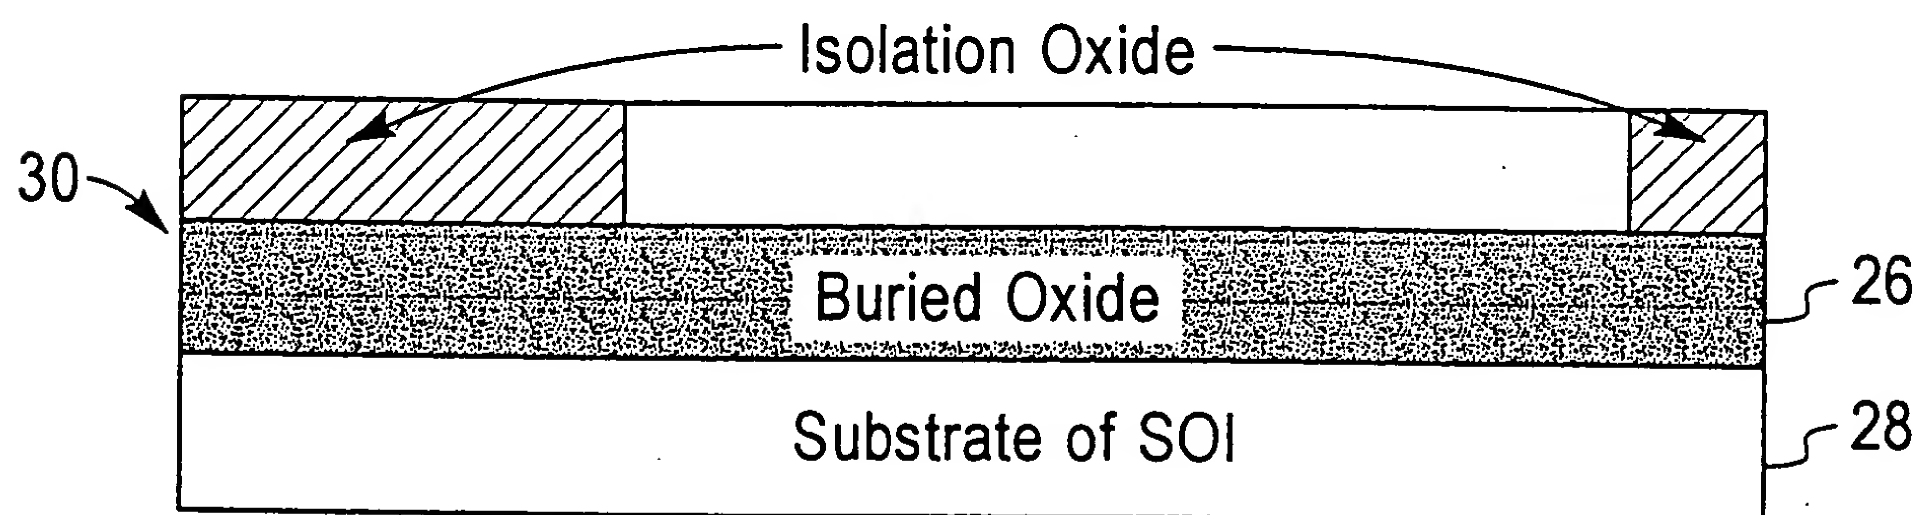 Isolation Oxide
30
Buried Oxide
26
Substrate of SOI
28